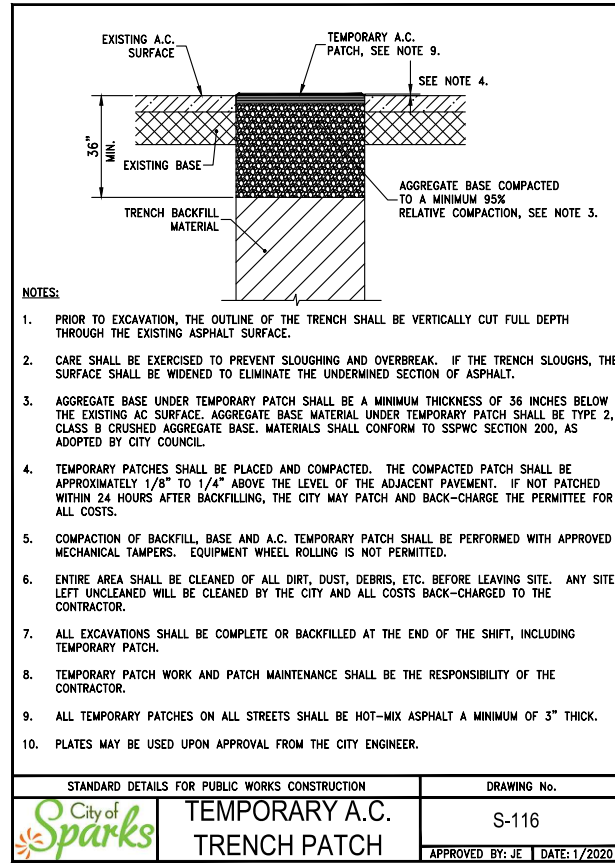 EXISTING A.C.
SURFACE
TEMPORARY A.C.
PATCH, SEE NOTE 9.
SEE NOTE 4.
36"
MIN.
EXISTING BASE
AGGREGATE BASE COMPACTED
TO A MINIMUM 95%
RELATIVE COMPACTION, SEE NOTE 3.
TRENCH BACKFILL
MATERIAL
NOTES:
1. PRIOR TO EXCAVATION, THE OUTLINE OF THE TRENCH SHALL BE VERTICALLY CUT FULL DEPTH
THROUGH THE EXISTING ASPHALT SURFACE.
2. CARE SHALL BE EXERCISED TO PREVENT SLOUGHING AND OVERBREAK. IF THE TRENCH SLOUGHS, THE
SURFACE SHALL BE WIDENED TO ELIMINATE THE UNDERMINED SECTION OF ASPHALT.
3. AGGREGATE BASE UNDER TEMPORARY PATCH SHALL BE A MINIMUM THICKNESS OF 36 INCHES BELOW
THE EXISTING AC SURFACE. AGGREGATE BASE MATERIAL UNDER TEMPORARY PATCH SHALL BE TYPE 2,
CLASS B CRUSHED AGGREGATE BASE. MATERIALS SHALL CONFORM TO SSPWC SECTION 200, AS
ADOPTED BY CITY COUNCIL.
4. TEMPORARY PATCHES SHALL BE PLACED AND COMPACTED. THE COMPACTED PATCH SHALL BE
APPROXIMATELY 1/8" TO 1/4" ABOVE THE LEVEL OF THE ADJACENT PAVEMENT. IF NOT PATCHED
WITHIN 24 HOURS AFTER BACKFILLING, THE CITY MAY PATCH AND BACK-CHARGE THE PERMITTEE FOR
ALL COSTS.
5. COMPACTION OF BACKFILL, BASE AND A.C. TEMPORARY PATCH SHALL BE PERFORMED WITH APPROVED
MECHANICAL TAMPERS. EQUIPMENT WHEEL ROLLING IS NOT PERMITTED.
6. ENTIRE AREA SHALL BE CLEANED OF ALL DIRT, DUST, DEBRIS, ETC. BEFORE LEAVING SITE. ANY SITE
LEFT UNCLEANED WILL BE CLEANED BY THE CITY AND ALL COSTS BACK-CHARGED TO THE
CONTRACTOR.
7. ALL EXCAVATIONS SHALL BE COMPLETE OR BACKFILLED AT THE END OF THE SHIFT, INCLUDING
TEMPORARY PATCH.
8. TEMPORARY PATCH WORK AND PATCH MAINTENANCE SHALL BE THE RESPONSIBILITY OF THE
CONTRACTOR.
9. ALL TEMPORARY PATCHES ON ALL STREETS SHALL BE HOT-MIX ASPHALT A MINIMUM OF 3" THICK.
10. PLATES MAY BE USED UPON APPROVAL FROM THE CITY ENGINEER.
STANDARD DETAILS FOR PUBLIC WORKS CONSTRUCTION
DRAWING No.
City of
Sparks
TEMPORARY A.C.
TRENCH PATCH
S-116
APPROVED BY: JE DATE: 1/2020